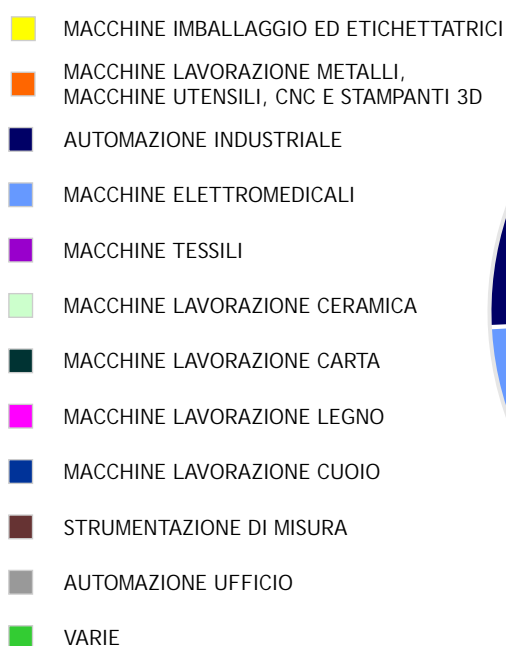 MACCHINE IMBALLAGGIO ED ETICHETTATRICI
MACCHINE LAVORAZIONE METALLI,
MACCHINE UTENSILI, CNC E STAMPANTI 3D
AUTOMAZIONE INDUSTRIALE
MACCHINE ELETTROMEDICALI
MACCHINE TESSILI
MACCHINE LAVORAZIONE CERAMICA
MACCHINE LAVORAZIONE CARTA
MACCHINE LAVORAZIONE LEGNO
MACCHINE LAVORAZIONE CUOIO
STRUMENTAZIONE DI MISURA
AUTOMAZIONE UFFICIO
VARIE